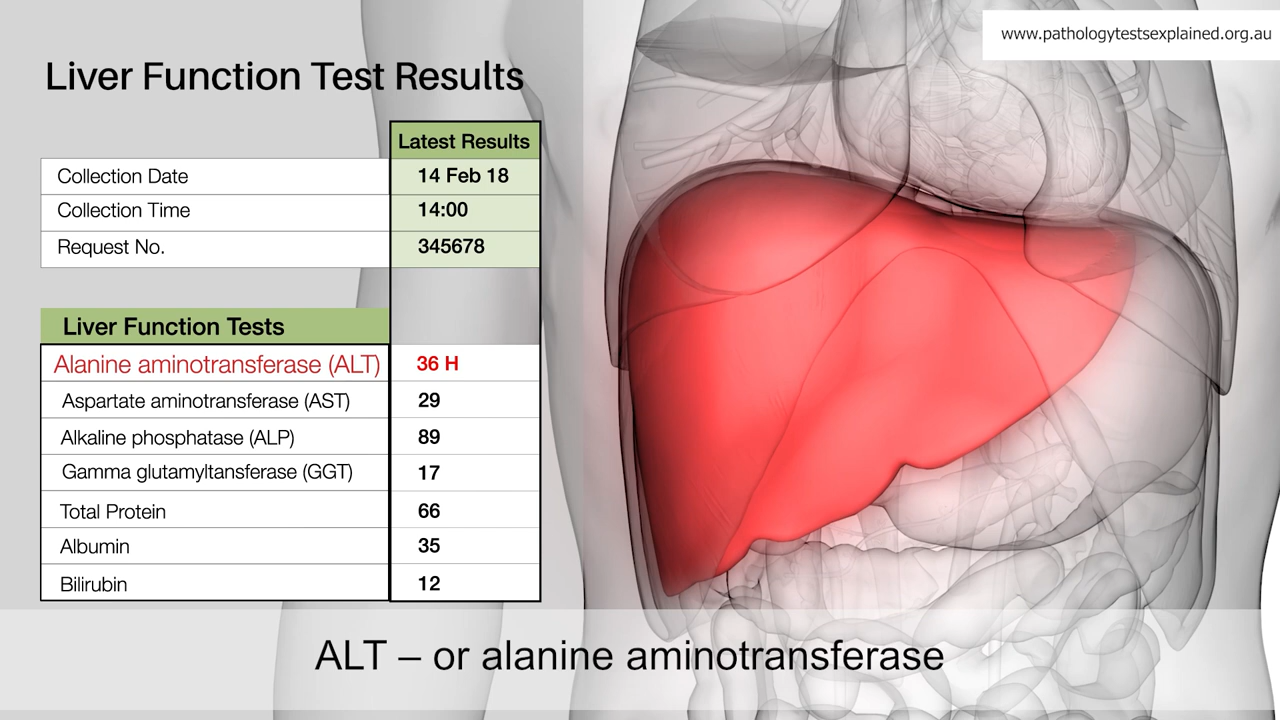 www.pathologytestsexplained.org.au
Liver Function Test Results
Latest Results
Collection Date 14 Feb 18
Collection Time 14:00
Request No. 345678
Liver Function Tests
Alanine aminotransferase (ALT) 36 H
Aspartate aminotransferase (AST) 29
Alkaline phosphatase (ALP) 89
Gamma glutamyltansferase (GGT) 17
Total Protein 66
Albumin 35
Bilirubin 12
ALT – or alanine aminotransferase